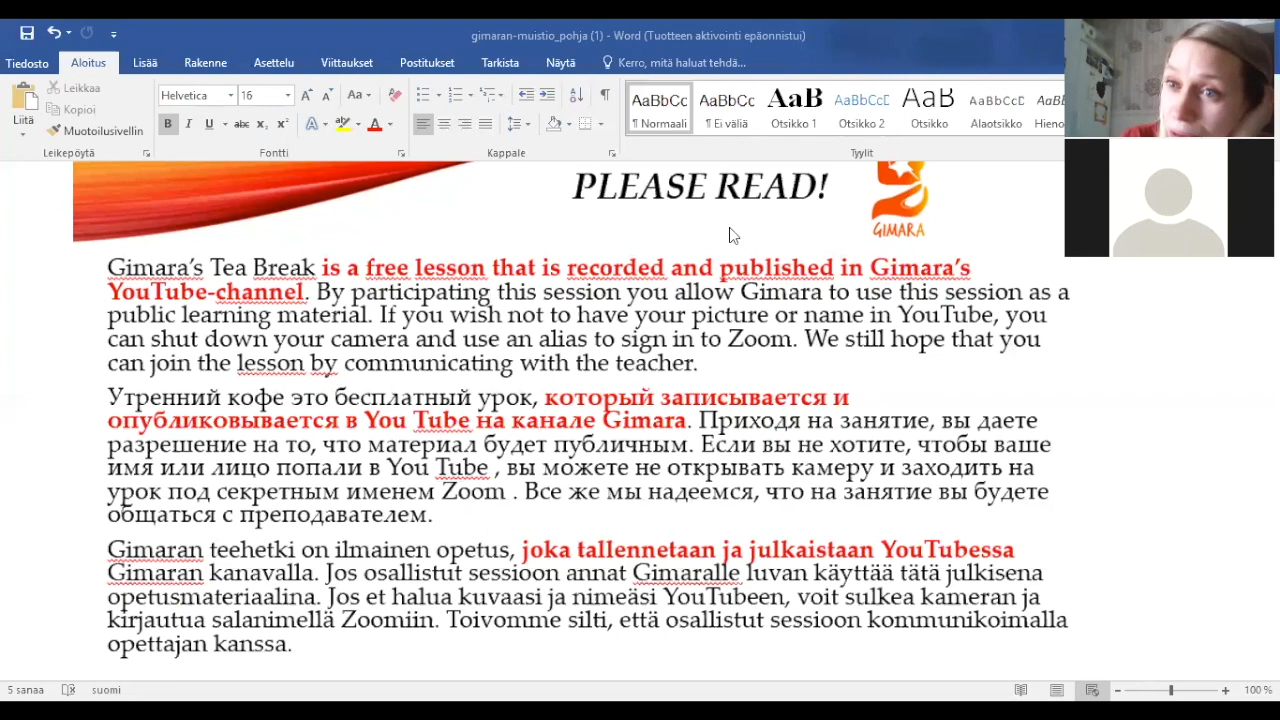 gimaran-muistio_pohja (1) - Word (Tuotteen aktivointi epäonnistui)
Tiedosto Aloitus Lisää Rakenne Asettelu Viittaukset Postitukset Tarkista Näytä Kerro, mitä haluat tehdä...
Liitä
Leikkaa
Kopioi
Muotoilusivellin
Leikepöytä
Helvetica 16
Fontti
Kappale
AaBbCc AaBbCc AaB AaBbCcD AaB AaBbCcD
¶ Normaali ¶ Ei väliä Otsikko 1 Otsikko 2 Otsikko Alaotsikko Hieno
Tyylit
PLEASE READ!
GIMARA
Gimara’s Tea Break is a free lesson that is recorded and published in Gimara’s
YouTube-channel. By participating this session you allow Gimara to use this session as a
public learning material. If you wish not to have your picture or name in YouTube, you
can shut down your camera and use an alias to sign in to Zoom. We still hope that you
can join the lesson by communicating with the teacher.
Утренний кофе это бесплатный урок, который записывается и
опубликовывается в You Tube на канале Gimara. Приходя на занятие, вы даете
разрешение на то, что материал будет публичным. Если вы не хотите, чтобы ваше
имя или лицо попали в You Tube , вы можете не открывать камеру и заходить на
урок под секретным именем Zoom . Все же мы надеемся, что на занятие вы будете
общаться с преподавателем.
Gimaran teehetki on ilmainen opetus, joka tallennetaan ja julkaistaan YouTubessa
Gimaran kanavalla. Jos osallistut sessioon annat Gimaralle luvan käyttää tätä julkisena
opetusmateriaalina. Jos et halua kuvaasi ja nimeäsi YouTubeen, voit sulkea kameran ja
kirjautua salanimellä Zoomiin. Toivomme silti, että osallistut sessioon kommunikoimalla
opettajan kanssa.
5 sanaa suomi 100 %